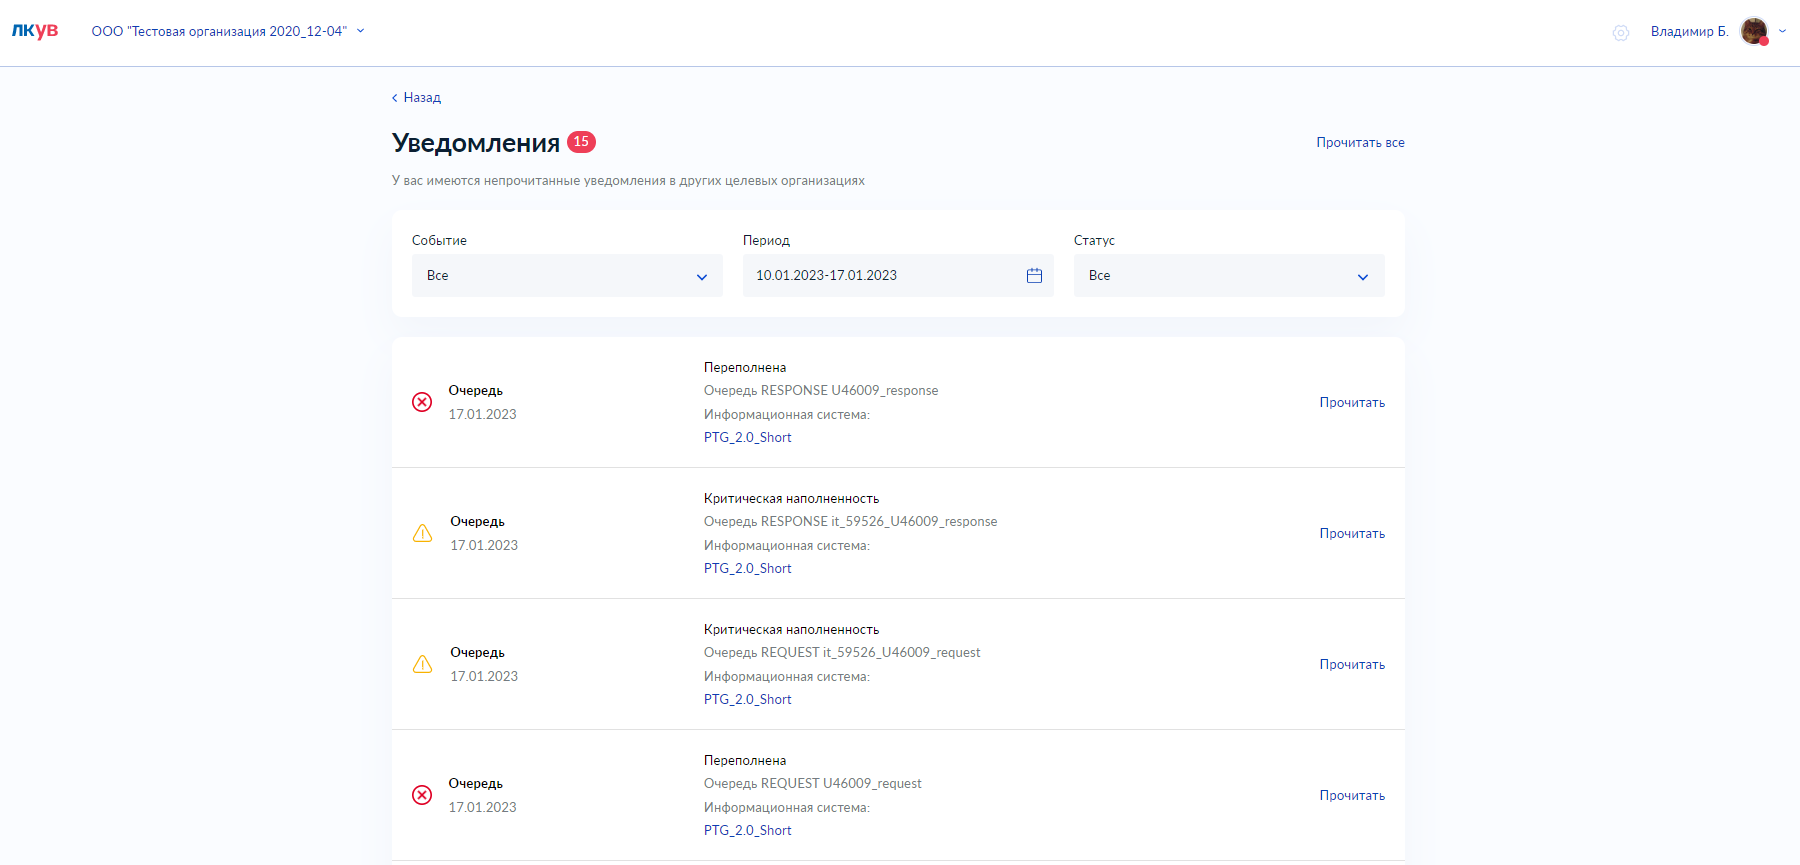 ЛКУВ
ООО "Тестовая организация 2020_12-04"
Владимир Б.
Назад
Уведомления 15
Прочитать все
У вас имеются непрочитанные уведомления в других целевых организациях
Событие
Все
Период
10.01.2023-17.01.2023
Статус
Все
Очередь
17.01.2023
Переполнена
Очередь RESPONSE U46009_response
Информационная система:
PTG_2.0_Short
Прочитать
Очередь
17.01.2023
Критическая наполненность
Очередь RESPONSE it_59526_U46009_response
Информационная система:
PTG_2.0_Short
Прочитать
Очередь
17.01.2023
Критическая наполненность
Очередь REQUEST it_59526_U46009_request
Информационная система:
PTG_2.0_Short
Прочитать
Очередь
17.01.2023
Переполнена
Очередь REQUEST U46009_request
Информационная система:
PTG_2.0_Short
Прочитать